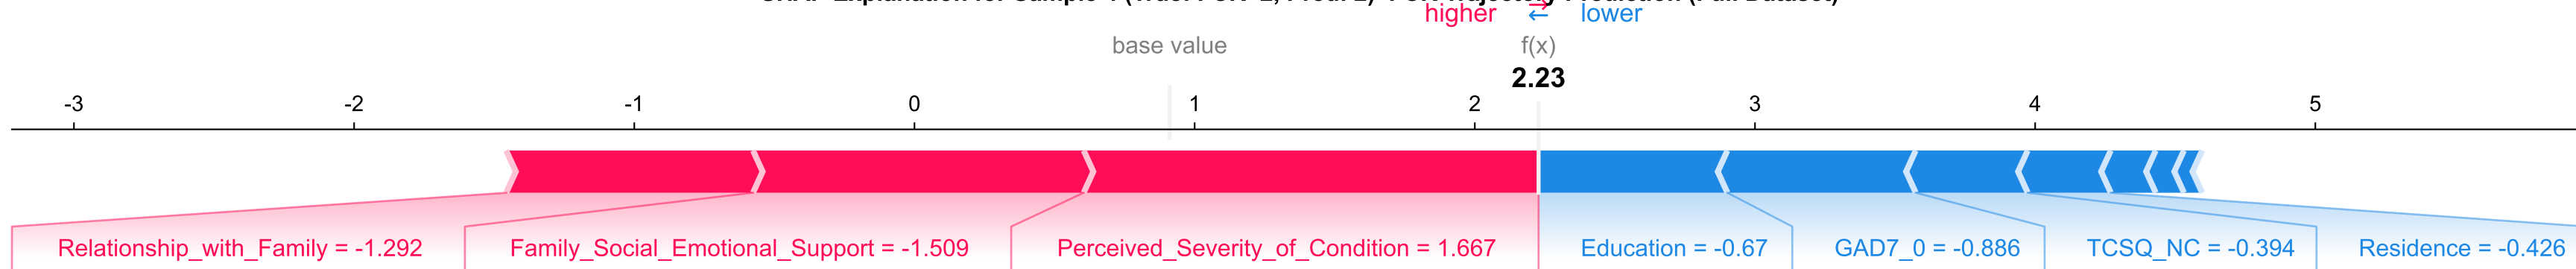 higher ⇄ lower
base value f(x)
2.23
-3 -2 -1 0 1 2 3 4 5
Relationship_with_Family = -1.292 Family_Social_Emotional_Support = -1.509 Perceived_Severity_of_Condition = 1.667 Education = -0.67 GAD7_0 = -0.886 TCSQ_NC = -0.394 Residence = -0.426